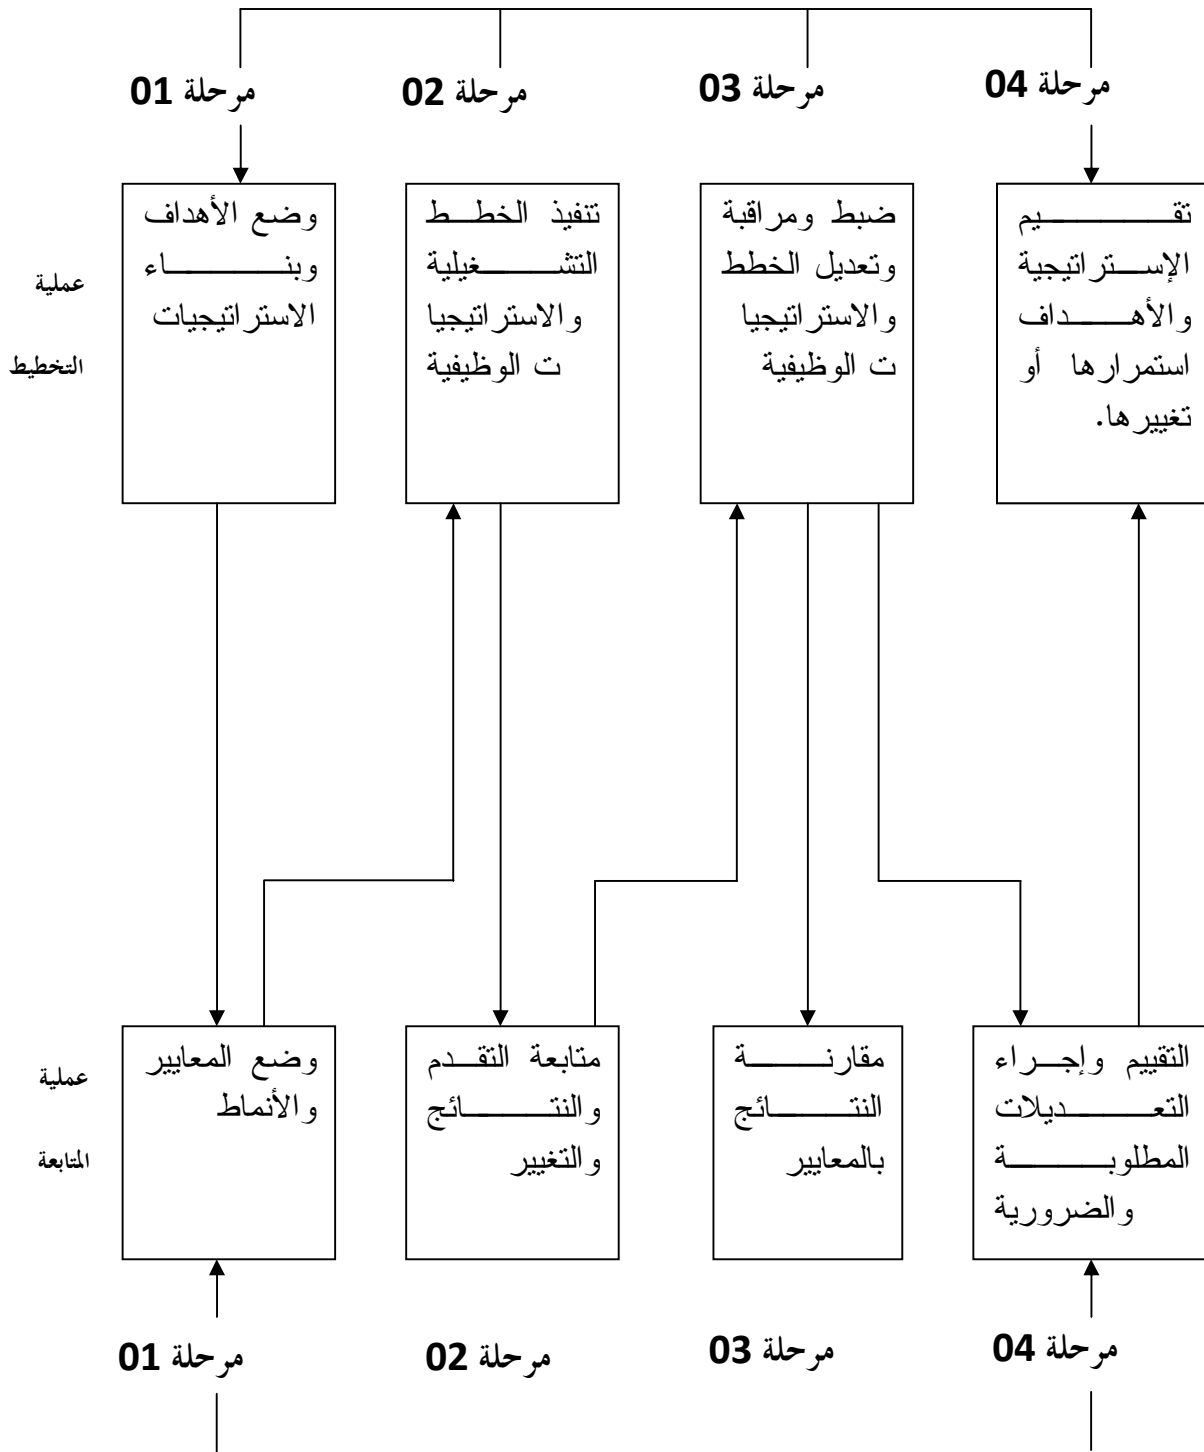 مرحلة 01
مرحلة 02
مرحلة 03
مرحلة 04
عملية
التخطيط
وضع الأهداف
وبناء
الاستراتيجيات
تنفيذ الخطط
التشغيلية
والاستراتيجيا
ت الوظيفية
ضبط ومراقبة
وتعديل الخطط
والاستراتيجيا
ت الوظيفية
تقييم
الإستراتيجية
والأهداف
استمرارها أو
تغييرها.
عملية
المتابعة
وضع المعايير
والأنماط
متابعة التقدم
والنتائج
والتغيير
مقارنة
النتائج
بالمعايير
التقييم وإجراء
التعديلات
المطلوبة
والضرورية
مرحلة 01
مرحلة 02
مرحلة 03
مرحلة 04